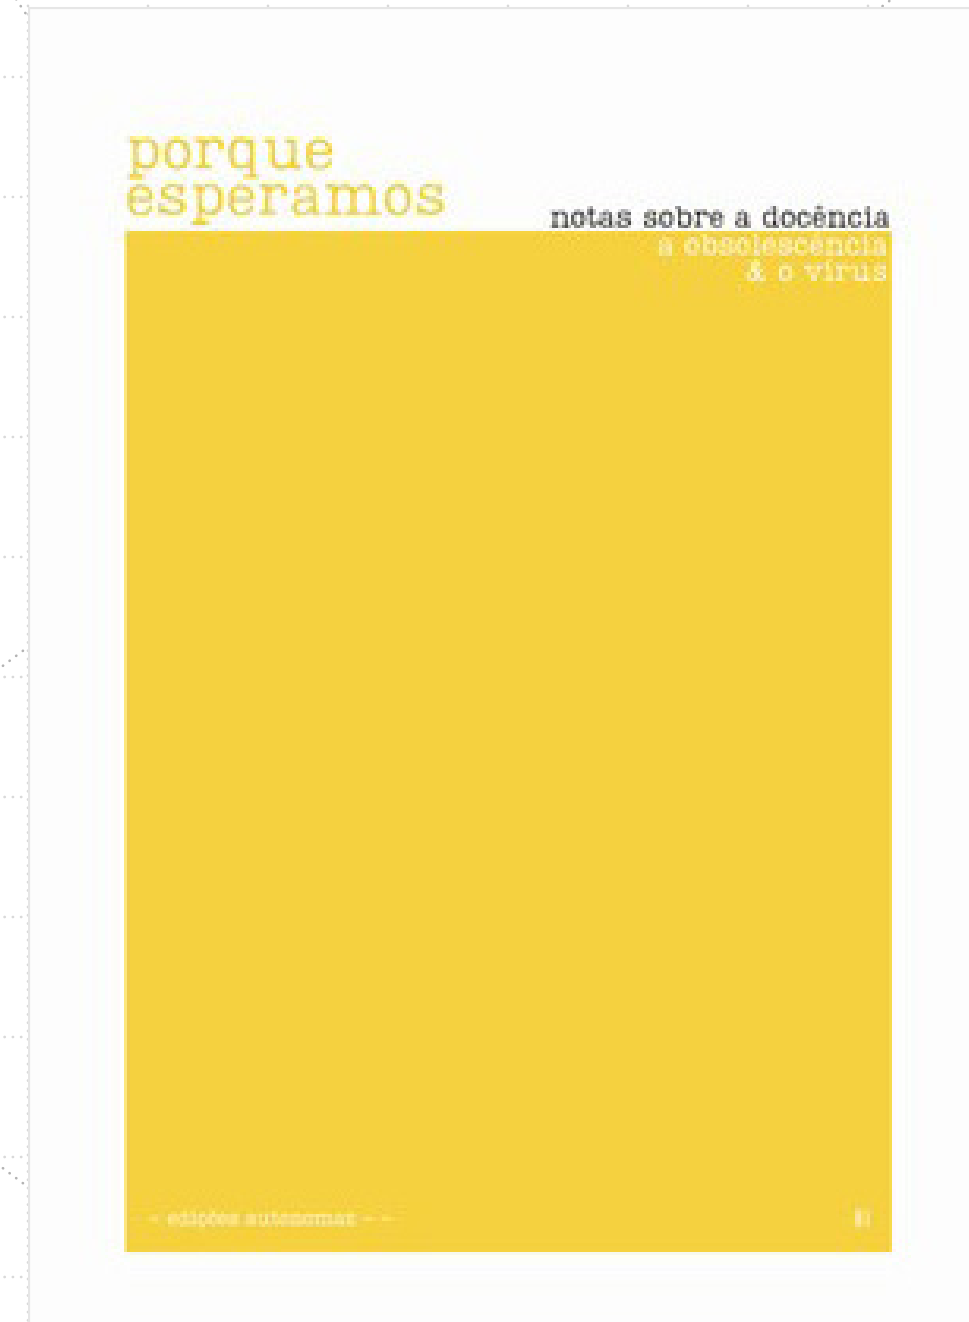 porque
esperamos
notas sobre a docência
a obsolescência
& o vírus
- edições autonomas - -